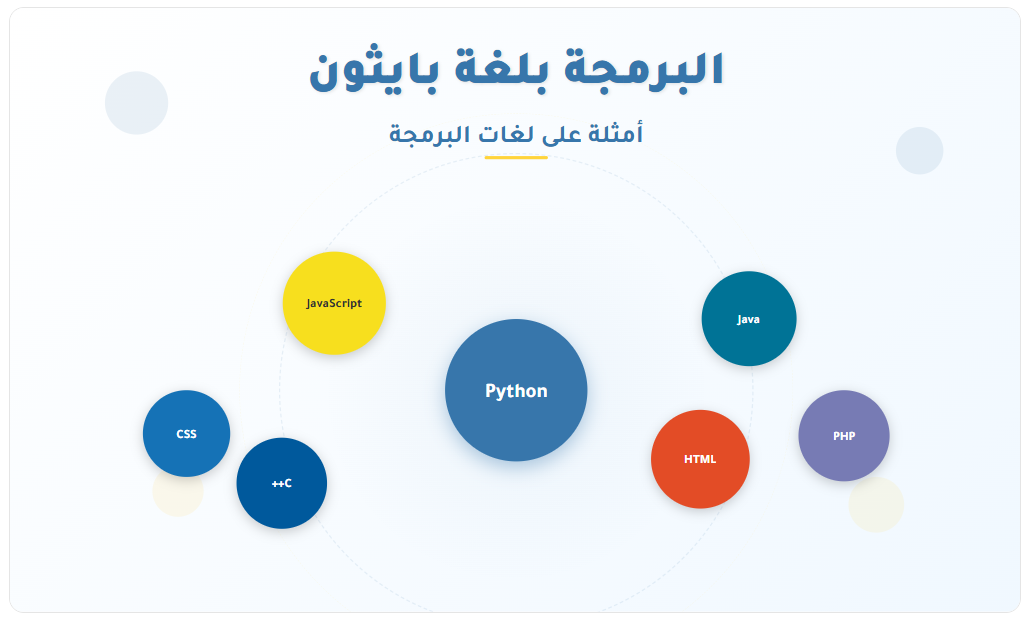 البرمجة بلغة بايثون
أمثلة على لغات البرمجة
JavaScript
Java
Python
CSS
PHP
HTML
++C